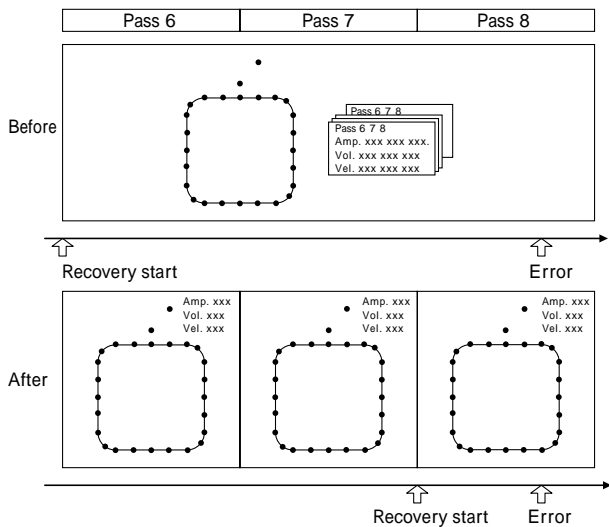 Pass 6 Pass 7 Pass 8
Before
Pass 6 7 8
Pass 6 7 8
Amp. xxx xxx xxx.
Vol. xxx xxx xxx
Vel. xxx xxx xxx
Recovery start Error
Amp. xxx
Vol. xxx
Vel. xxx
Amp. xxx
Vol. xxx
Vel. xxx
Amp. xxx
Vol. xxx
Vel. xxx
After
Recovery start Error